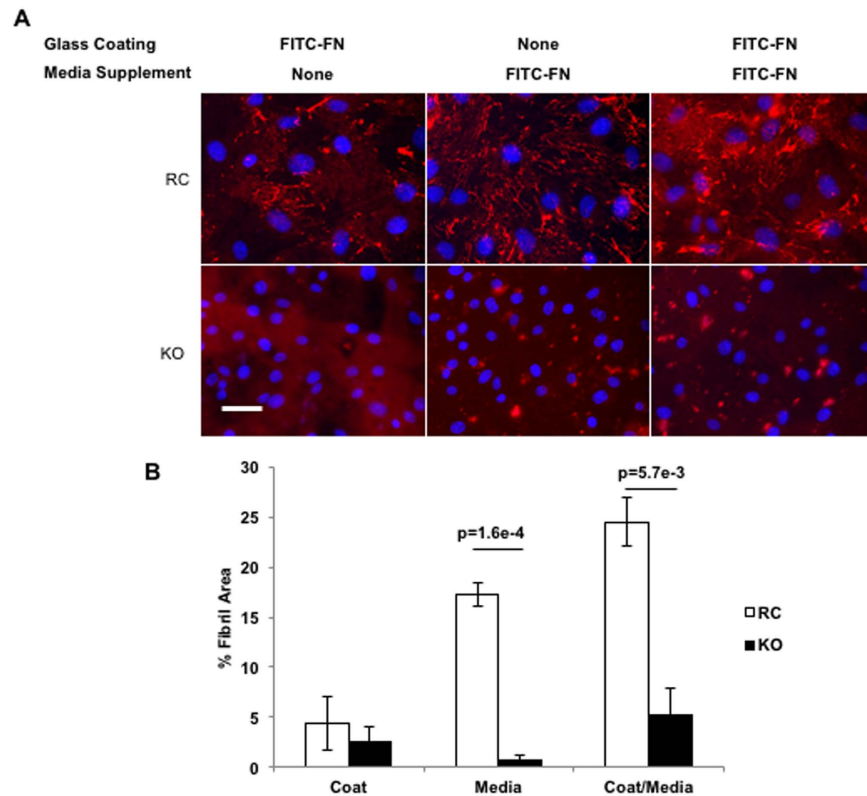 A
Glass Coating FITC-FN None FITC-FN
Media Supplement None FITC-FN FITC-FN
RC
KO
B
30
25
20
15
10
5
0
% Fibril Area
p=1.6e-4
p=5.7e-3
RC
KO
Coat Media Coat/Media